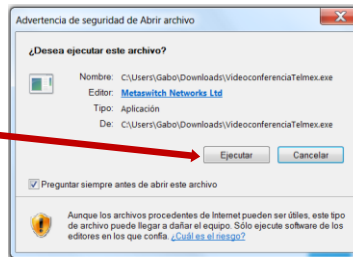 Advertencia de seguridad de Abrir archivo
¿Desea ejecutar este archivo?
Nombre: C:\Users\Gabo\Downloads\VideoconferenciaTelmex.exe
Editor: Metaswitch Networks Ltd
Tipo: Aplicación
De: C:\Users\Gabo\Downloads\VideoconferenciaTelmex.exe
Ejecutar Cancelar
Preguntar siempre antes de abrir este archivo
Aunque los archivos procedentes de Internet pueden ser útiles, este tipo
de archivo puede llegar a dañar el equipo. Sólo ejecute software de los
editores en los que confía. ¿Cuál es el riesgo?